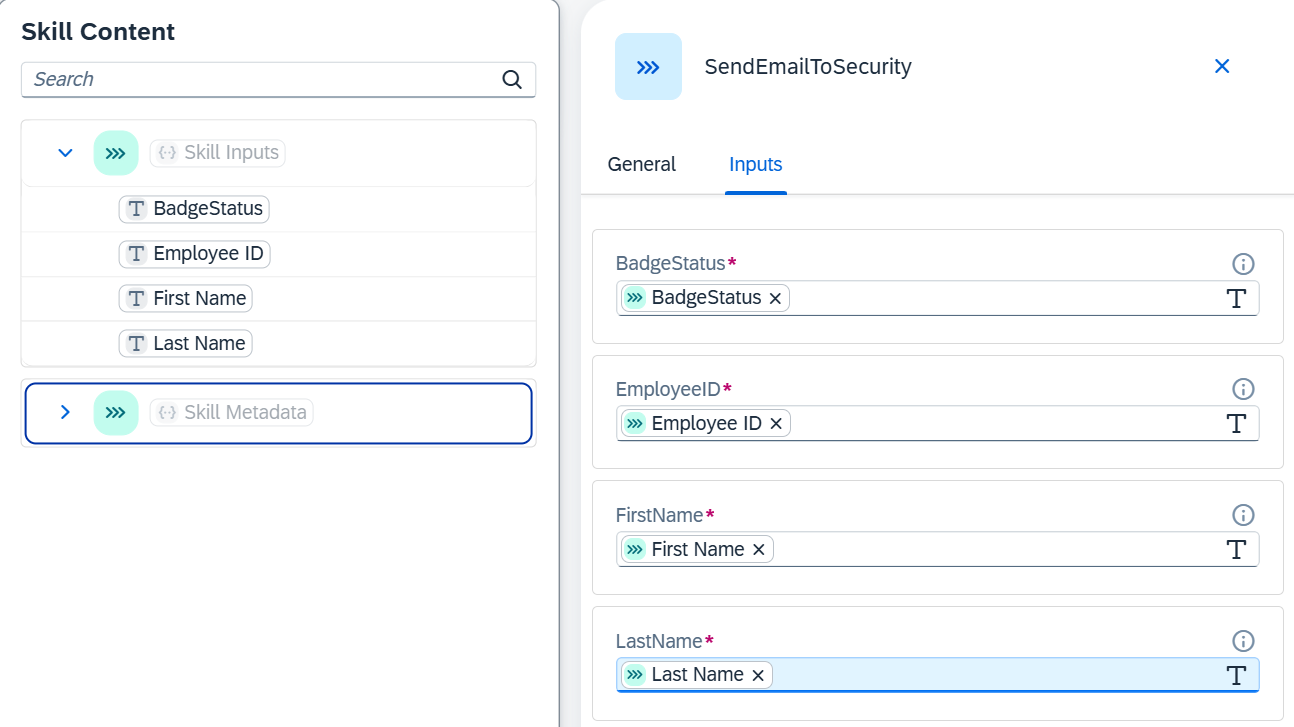 Skill Content
Search
Skill Inputs
BadgeStatus
Employee ID
First Name
Last Name
Skill Metadata
SendEmailToSecurity
General Inputs
BadgeStatus*
BadgeStatus
EmployeeID*
Employee ID
FirstName*
First Name
LastName*
Last Name